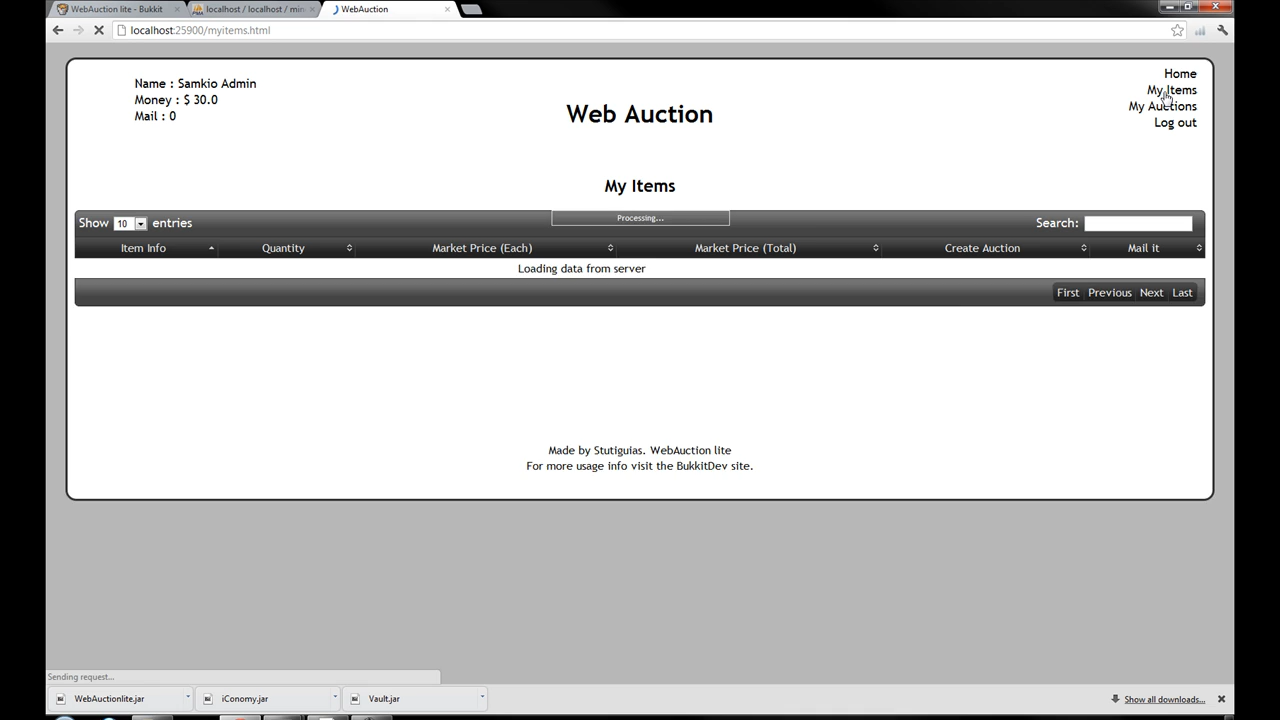 WebAuction lite - Bukkit
localhost / localhost / min
WebAuction
localhost:25900/myitems.html
Name : Samkio Admin
Money : $ 30.0
Mail : 0
Web Auction
Home
My Items
My Auctions
Log out
My Items
Show 10 entries
Processing...
Search:
Item Info
Quantity
Market Price (Each)
Market Price (Total)
Create Auction
Mail it
Loading data from server
First Previous Next Last
Made by Stutiguias. WebAuction lite
For more usage info visit the BukkitDev site.
Sending request...
WebAuctionlite.jar
iConomy.jar
Vault.jar
Show all downloads...